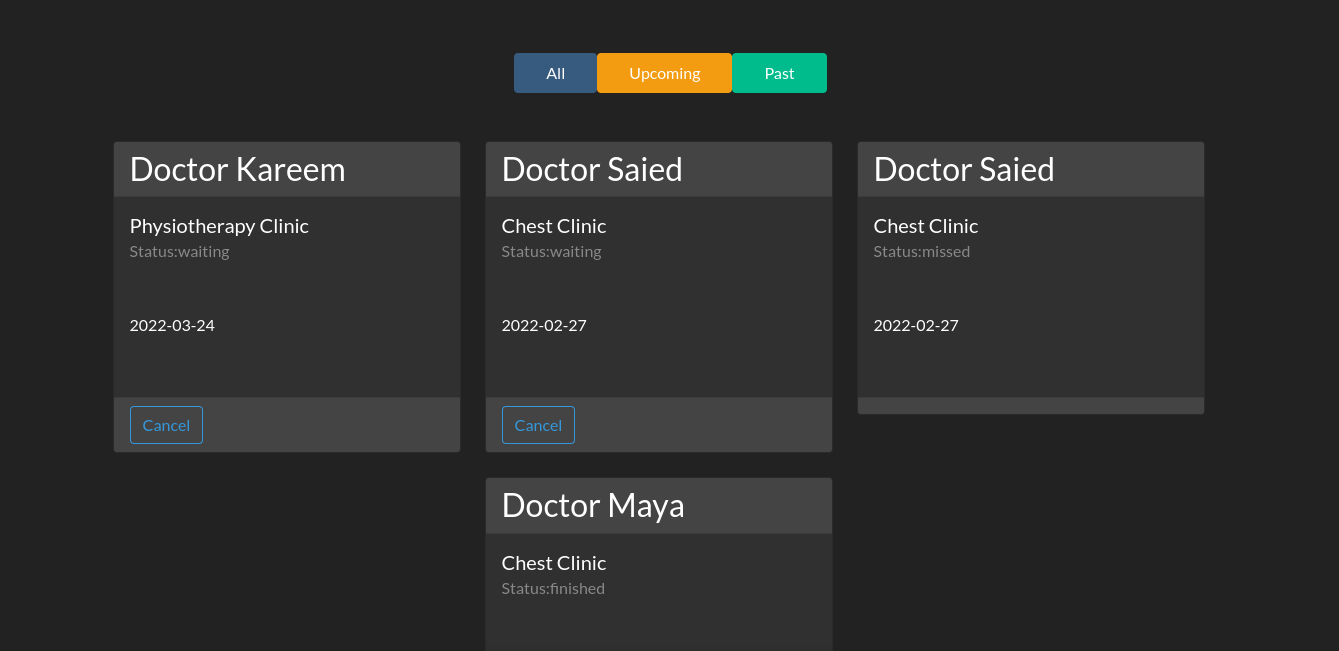 All
Upcoming
Past
Doctor Kareem
Physiotherapy Clinic
Status:waiting
2022-03-24
Cancel
Doctor Saied
Chest Clinic
Status:waiting
2022-02-27
Cancel
Doctor Saied
Chest Clinic
Status:missed
2022-02-27
Doctor Maya
Chest Clinic
Status:finished